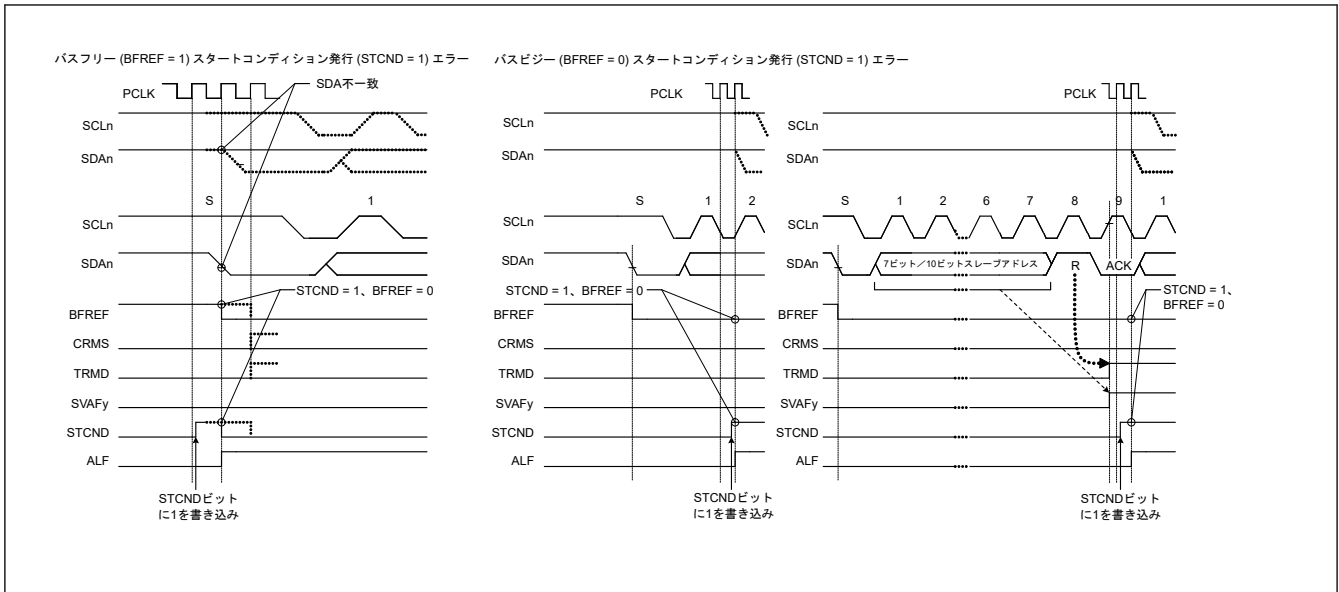 バスフリー (BFREF = 1) スタートコンディション発行 (STCND = 1) エラー
PCLK
SDA不一致
SCLn
SDAn
S
1
SCLn
SDAn
STCND = 1、BFREF = 0
BFREF
CRMS
TRMD
SVAFy
STCND
ALF
STCNDビット
に1を書き込み
バスビジー (BFREF = 0) スタートコンディション発行 (STCND = 1) エラー
PCLK
SCLn
SDAn
S
1
2
SCLn
SDAn
STCND = 1、BFREF = 0
BFREF
CRMS
TRMD
SVAFy
STCND
ALF
STCNDビット
に1を書き込み
PCLK
SCLn
SDAn
S
1
2
6
7
8
9
1
SCLn
SDAn
7ビット／10ビットスレーブアドレス
R
ACK
STCND = 1、
BFREF = 0
BFREF
CRMS
TRMD
SVAFy
STCND
ALF
STCNDビット
に1を書き込み